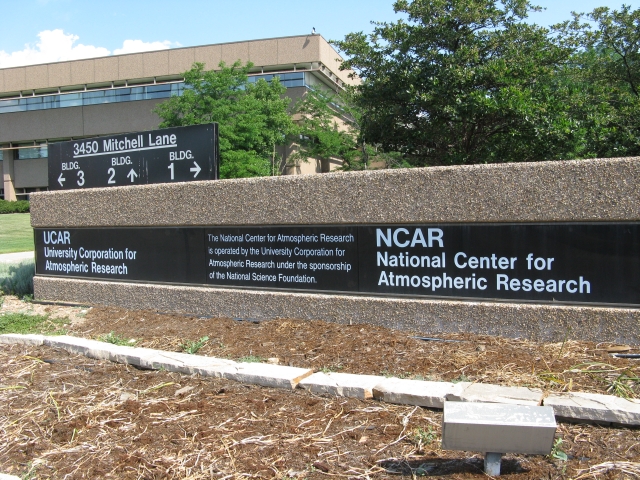 3450 Mitchell Lane
BLDG. BLDG. BLDG.
← 3 2 ↑ 1 →
UCAR
University Corporation for
Atmospheric Research
The National Center for Atmospheric Research
is operated by the University Corporation for
Atmospheric Research under the sponsorship
of the National Science Foundation.
NCAR
National Center for
Atmospheric Research